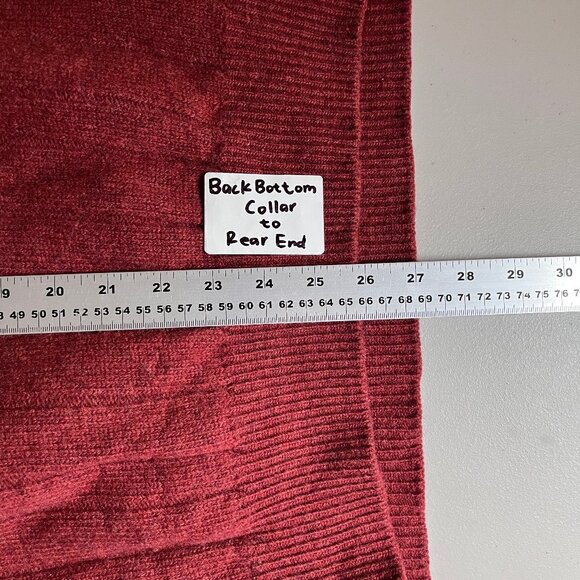 Back Bottom
Collar
to
Rear End
9 20 21 22 23 24 25 26 27 28 29 30
49 50 51 52 53 54 55 56 57 58 59 60 61 62 63 64 65 66 67 68 69 70 71 72 73 74 75 76